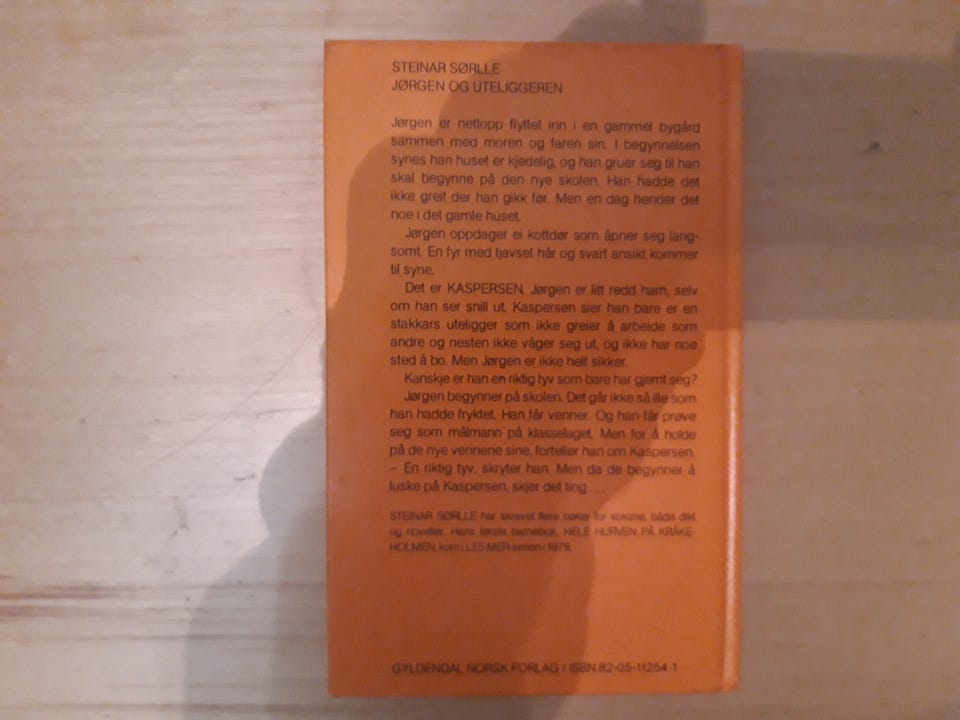 STEINAR SØRLLE
JØRGEN OG UTELIGGEREN
Jørgen er nettopp flyttet inn i en gammel bygård
sammen med moren og faren sin. I begynnelsen
synes han huset er kjedelig, og han gruer seg til han
skal begynne på den nye skolen. Han hadde det
ikke greit der han gikk før. Men en dag hender det
noe i det gamle huset.
Jørgen oppdager ei kottdør som åpner seg lang-
somt. En fyr med tjavset hår og svart ansikt kommer
til syne.
Det er KASPERSEN. Jørgen er litt redd ham, selv
om han ser snill ut. Kaspersen sier han bare er en
stakkars uteligger som ikke greier å arbeide som
andre og nesten ikke våger seg ut, og ikke har noe
sted å bo. Men Jørgen er ikke helt sikker.
Kanskje er han en riktig tyv som bare har gjemt seg?
Jørgen begynner på skolen. Det går ikke så ille som
han hadde fryktet. Han får venner. Og han får prøve
seg som målmann på klasselaget. Men for å holde
på de nye vennene sine, forteller han om Kaspersen.
– En riktig tyv, skryter han. Men da de begynner å
luske på Kaspersen, skjer det ting . . .
STEINAR SØRLLE har skrevet flere bøker for voksne, både dikt
og noveller. Hans første barnebok, HELE HURVEN PÅ KRÅKE-
HOLMEN, kom i LES MER-serien i 1978.
GYLDENDAL NORSK FORLAG / ISBN 82-05-11254-1